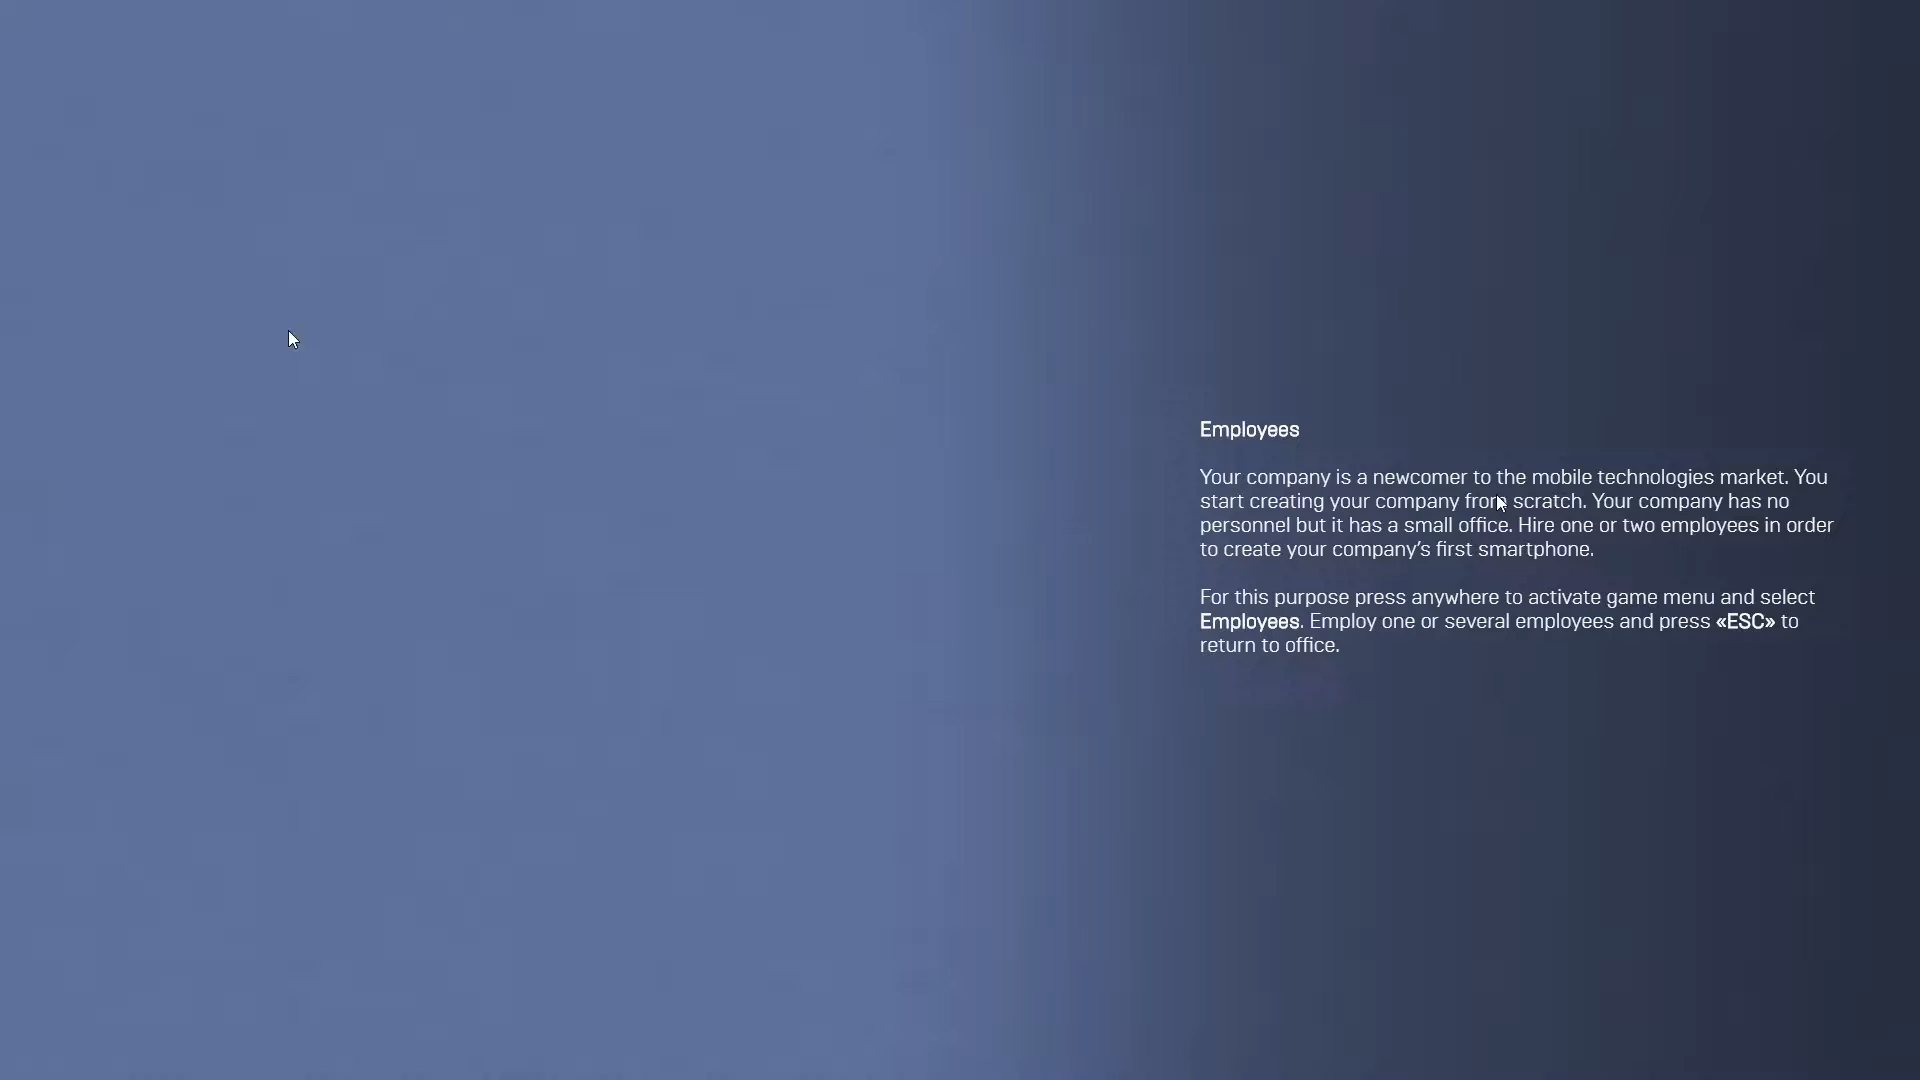 Employees
Your company is a newcomer to the mobile technologies market. You
start creating your company from scratch. Your company has no
personnel but it has a small office. Hire one or two employees in order
to create your company's first smartphone.
For this purpose press anywhere to activate game menu and select
Employees. Employ one or several employees and press «ESC» to
return to office.